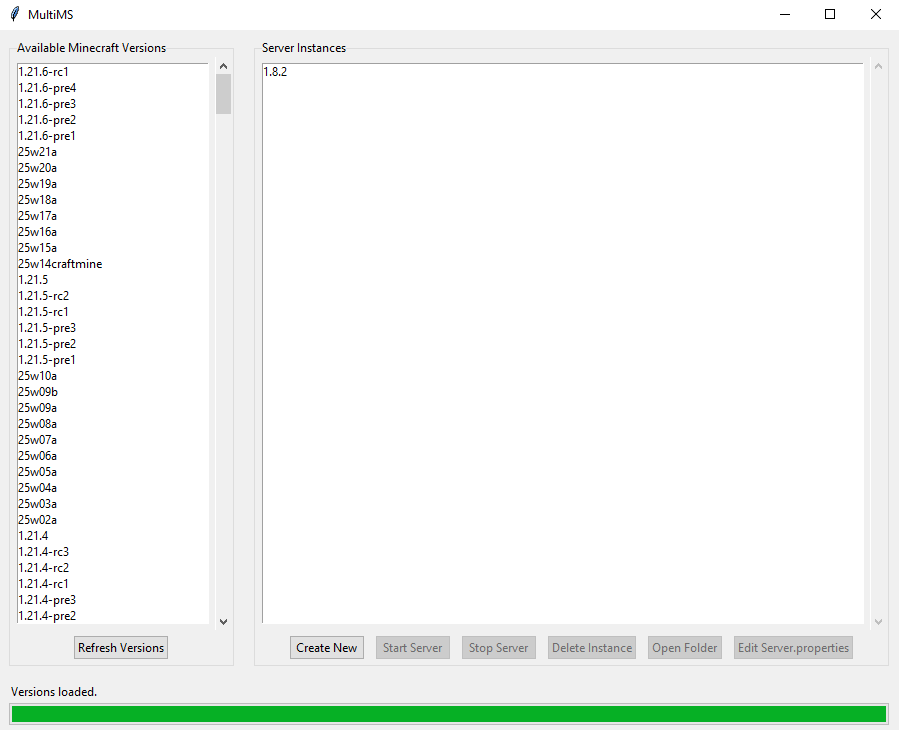 MultiMS
Available Minecraft Versions
1.21.6-rc1
1.21.6-pre4
1.21.6-pre3
1.21.6-pre2
1.21.6-pre1
25w21a
25w20a
25w19a
25w18a
25w17a
25w16a
25w15a
25w14craftmine
1.21.5
1.21.5-rc2
1.21.5-rc1
1.21.5-pre3
1.21.5-pre2
1.21.5-pre1
25w10a
25w09b
25w09a
25w08a
25w07a
25w06a
25w05a
25w04a
25w03a
25w02a
1.21.4
1.21.4-rc3
1.21.4-rc2
1.21.4-rc1
1.21.4-pre3
1.21.4-pre2
Refresh Versions
Server Instances
1.8.2
Create New
Start Server
Stop Server
Delete Instance
Open Folder
Edit Server.properties
Versions loaded.